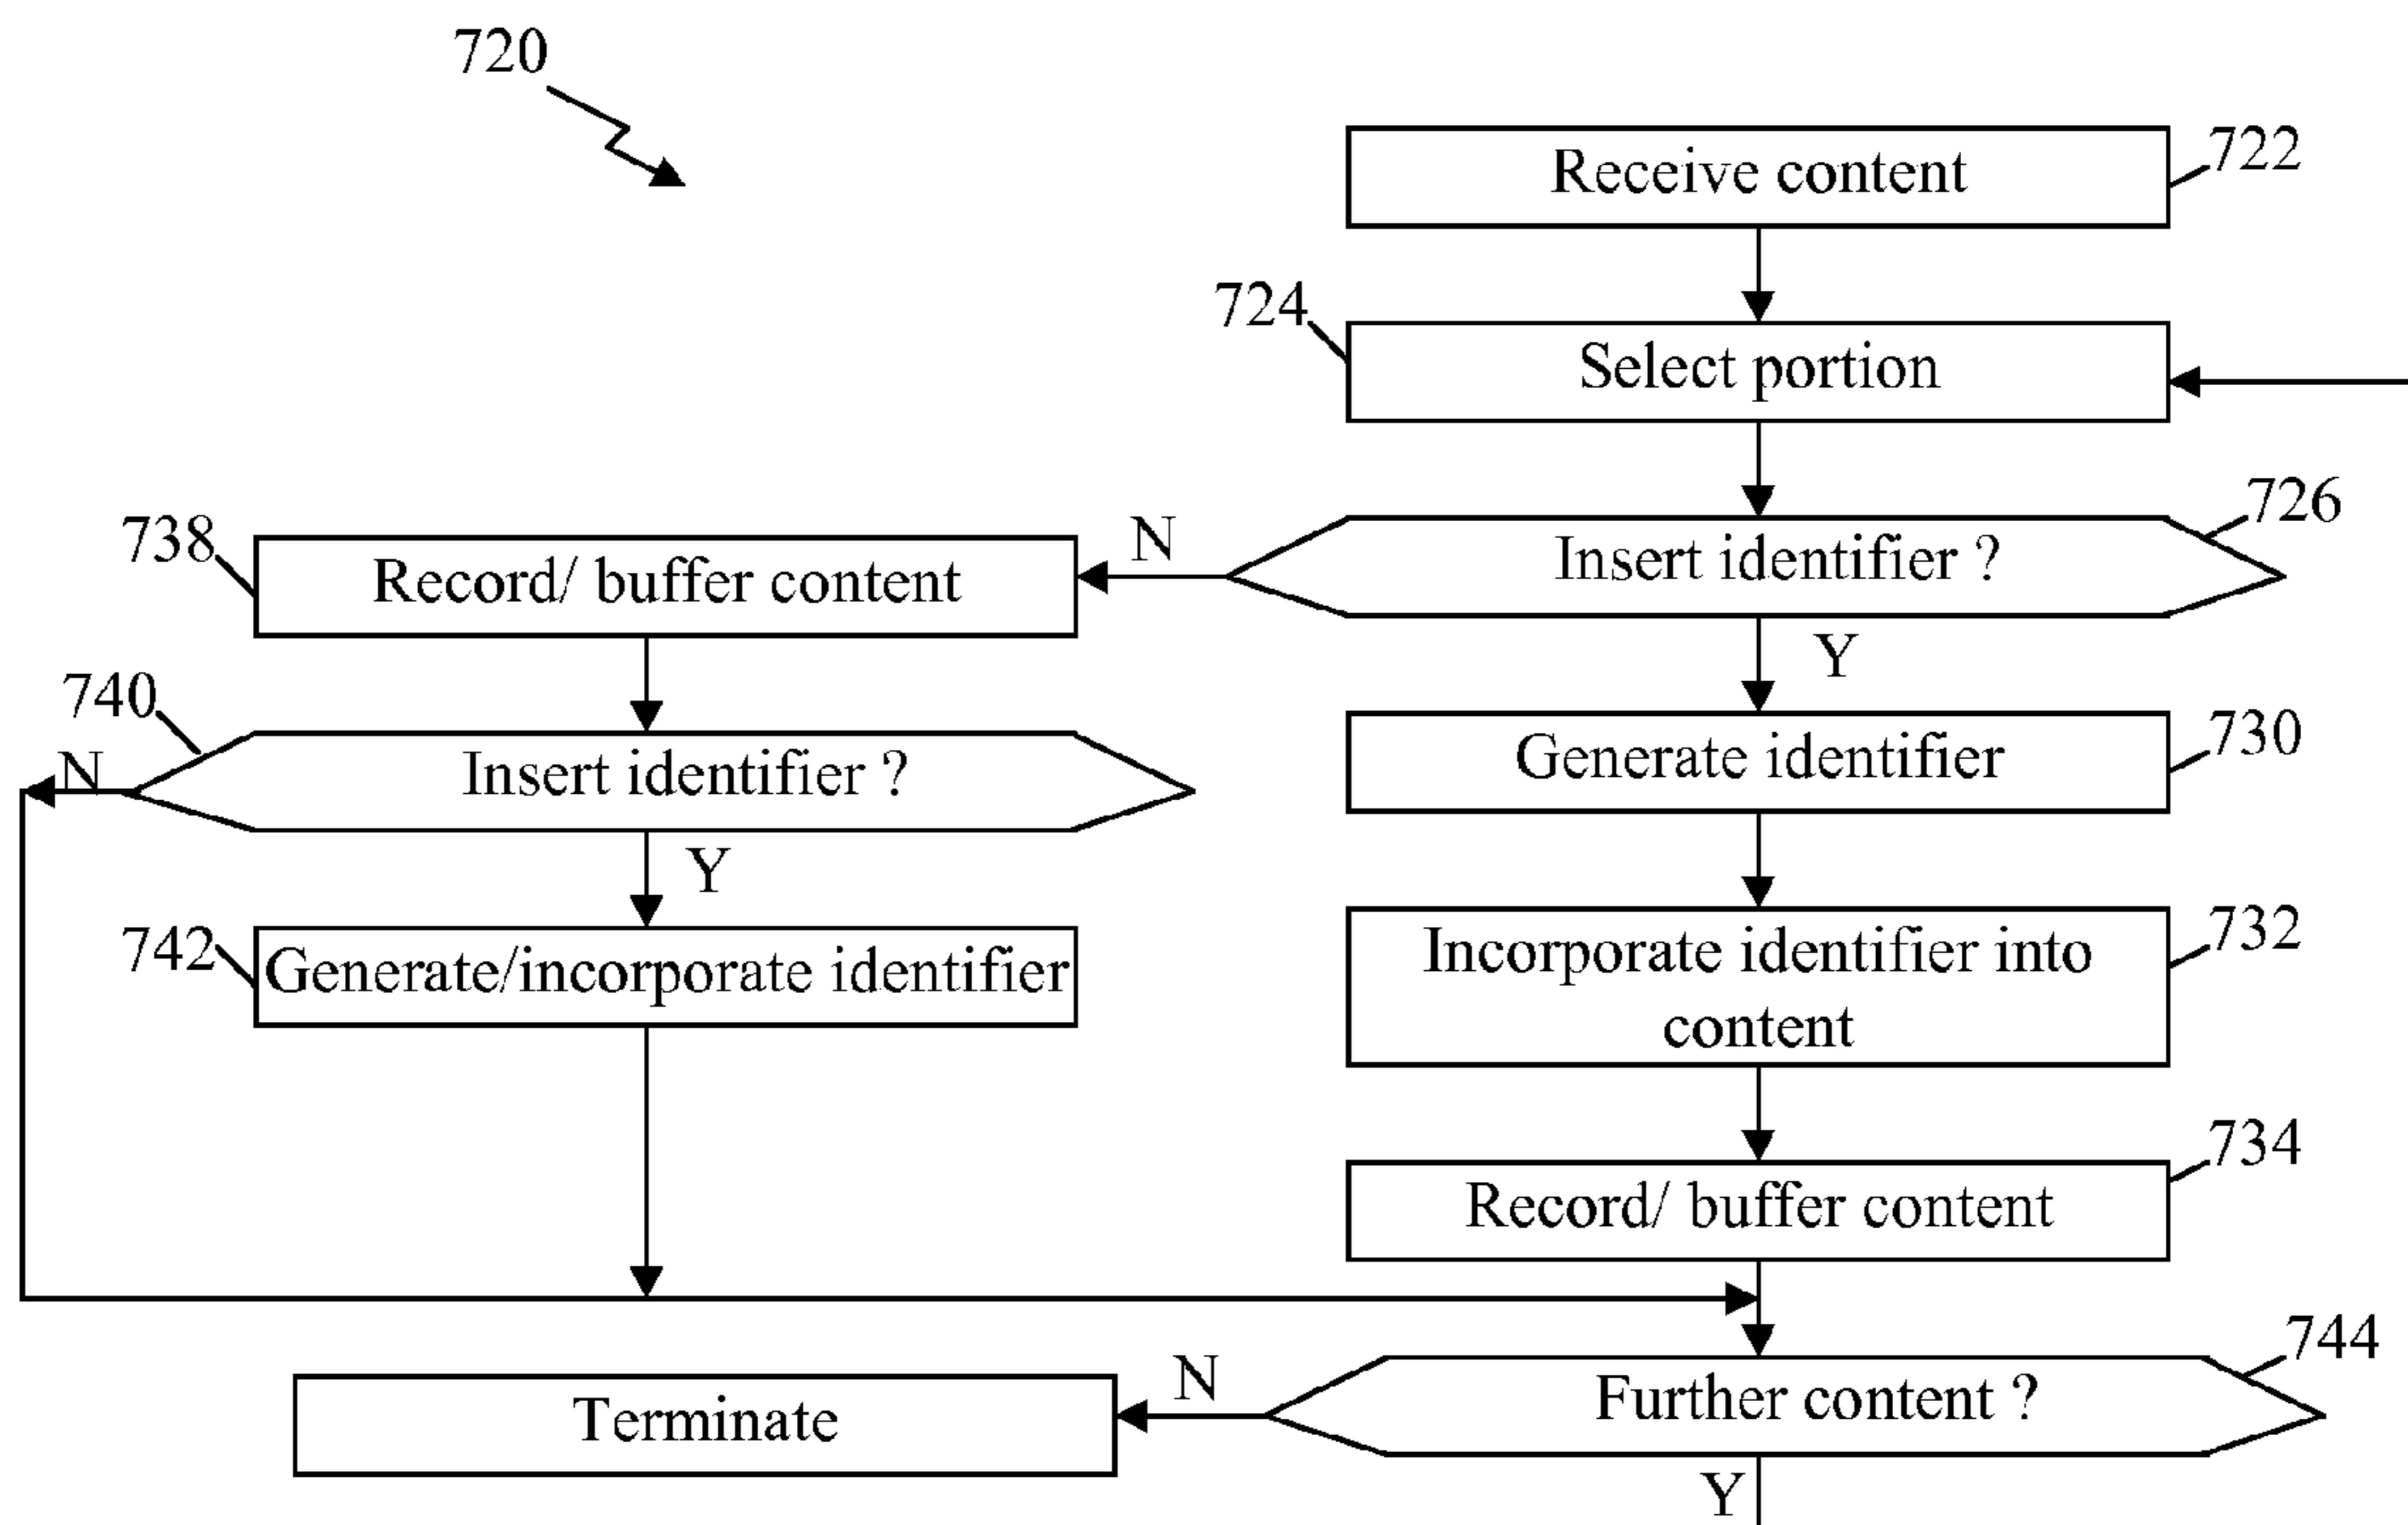 720
Receive content
722
724
Select portion
726
Insert identifier ?
N
738
Record/ buffer content
Y
740
N
Insert identifier ?
730
Generate identifier
Y
742
Generate/incorporate identifier
732
Incorporate identifier into
content
734
Record/ buffer content
744
Further content ?
N
Terminate
Y